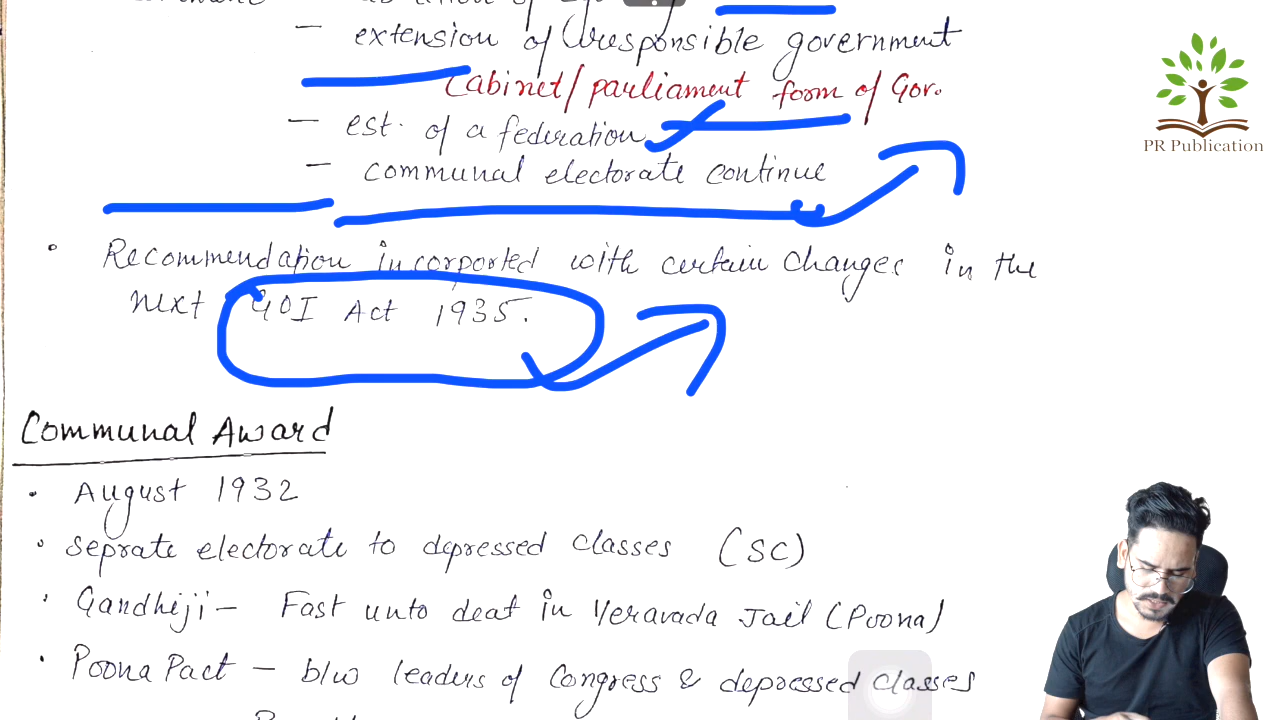 – extension of responsible government
Cabinet/parliament form of Gov.
– est. of a federation
– communal electorate continue
• Recommendation incorported with certain changes in the
next GOI Act 1935.
Communal Award
• August 1932
• Seprate electorate to depressed classes (SC)
• Gandhiji – Fast unto deat in Yeravada Jail (Poona)
• Poona Pact – b/w leaders of Congress & depressed classes
PR Publication